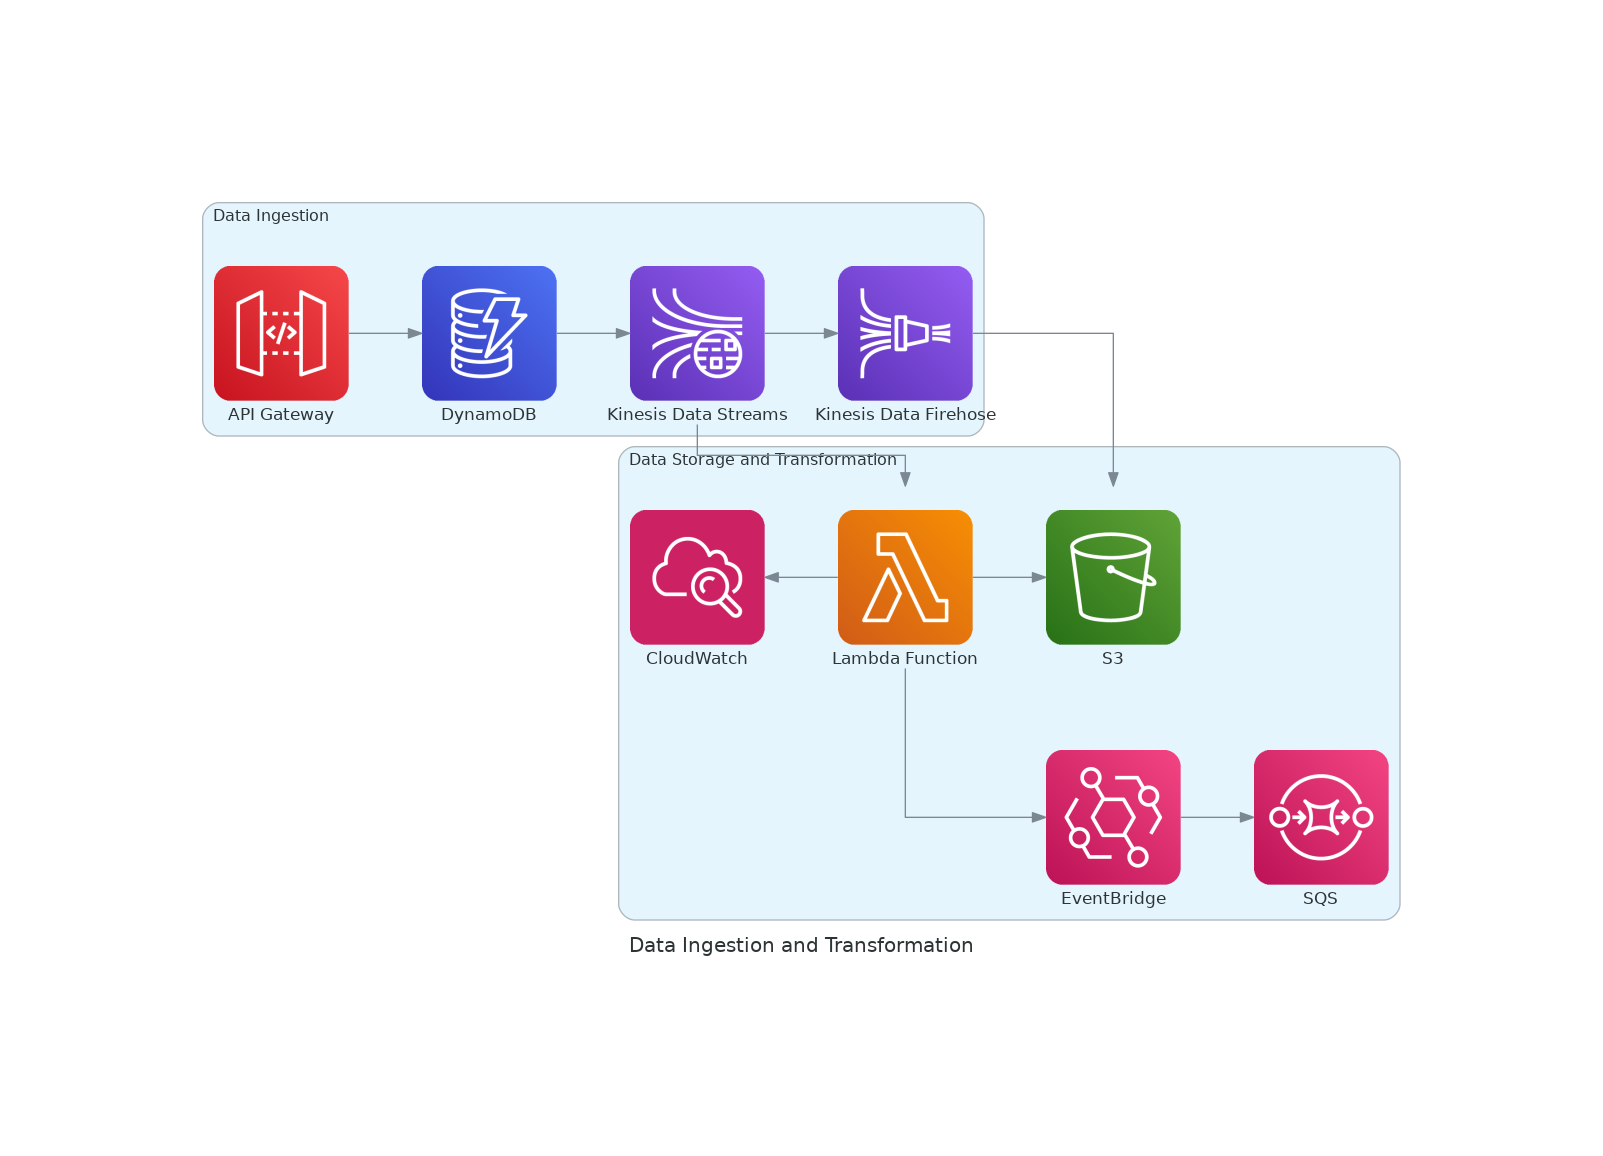 Data Ingestion
API Gateway
DynamoDB
Kinesis Data Streams
Kinesis Data Firehose
Data Storage and Transformation
CloudWatch
Lambda Function
S3
EventBridge
SQS
Data Ingestion and Transformation